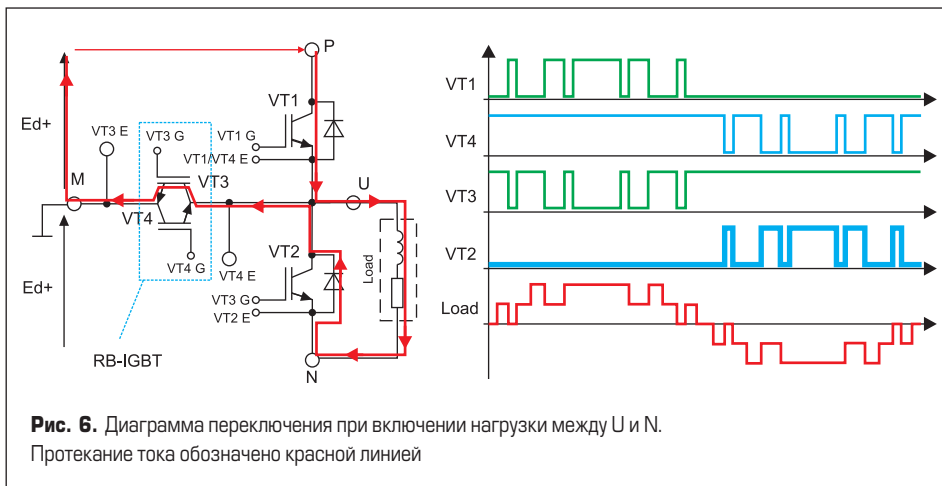 P
VT1
Ed+
VT3 E
VT3 G
VT1 G
VT1/VT4 E
M
VT3
U
VT4
VT2
Load
VT4 G
VT4 E
Ed+
VT3 G
VT2 E
RB-IGBT
N
VT1
VT4
VT3
VT2
Load
Рис. 6. Диаграмма переключения при включении нагрузки между U и N.
Протекание тока обозначено красной линией